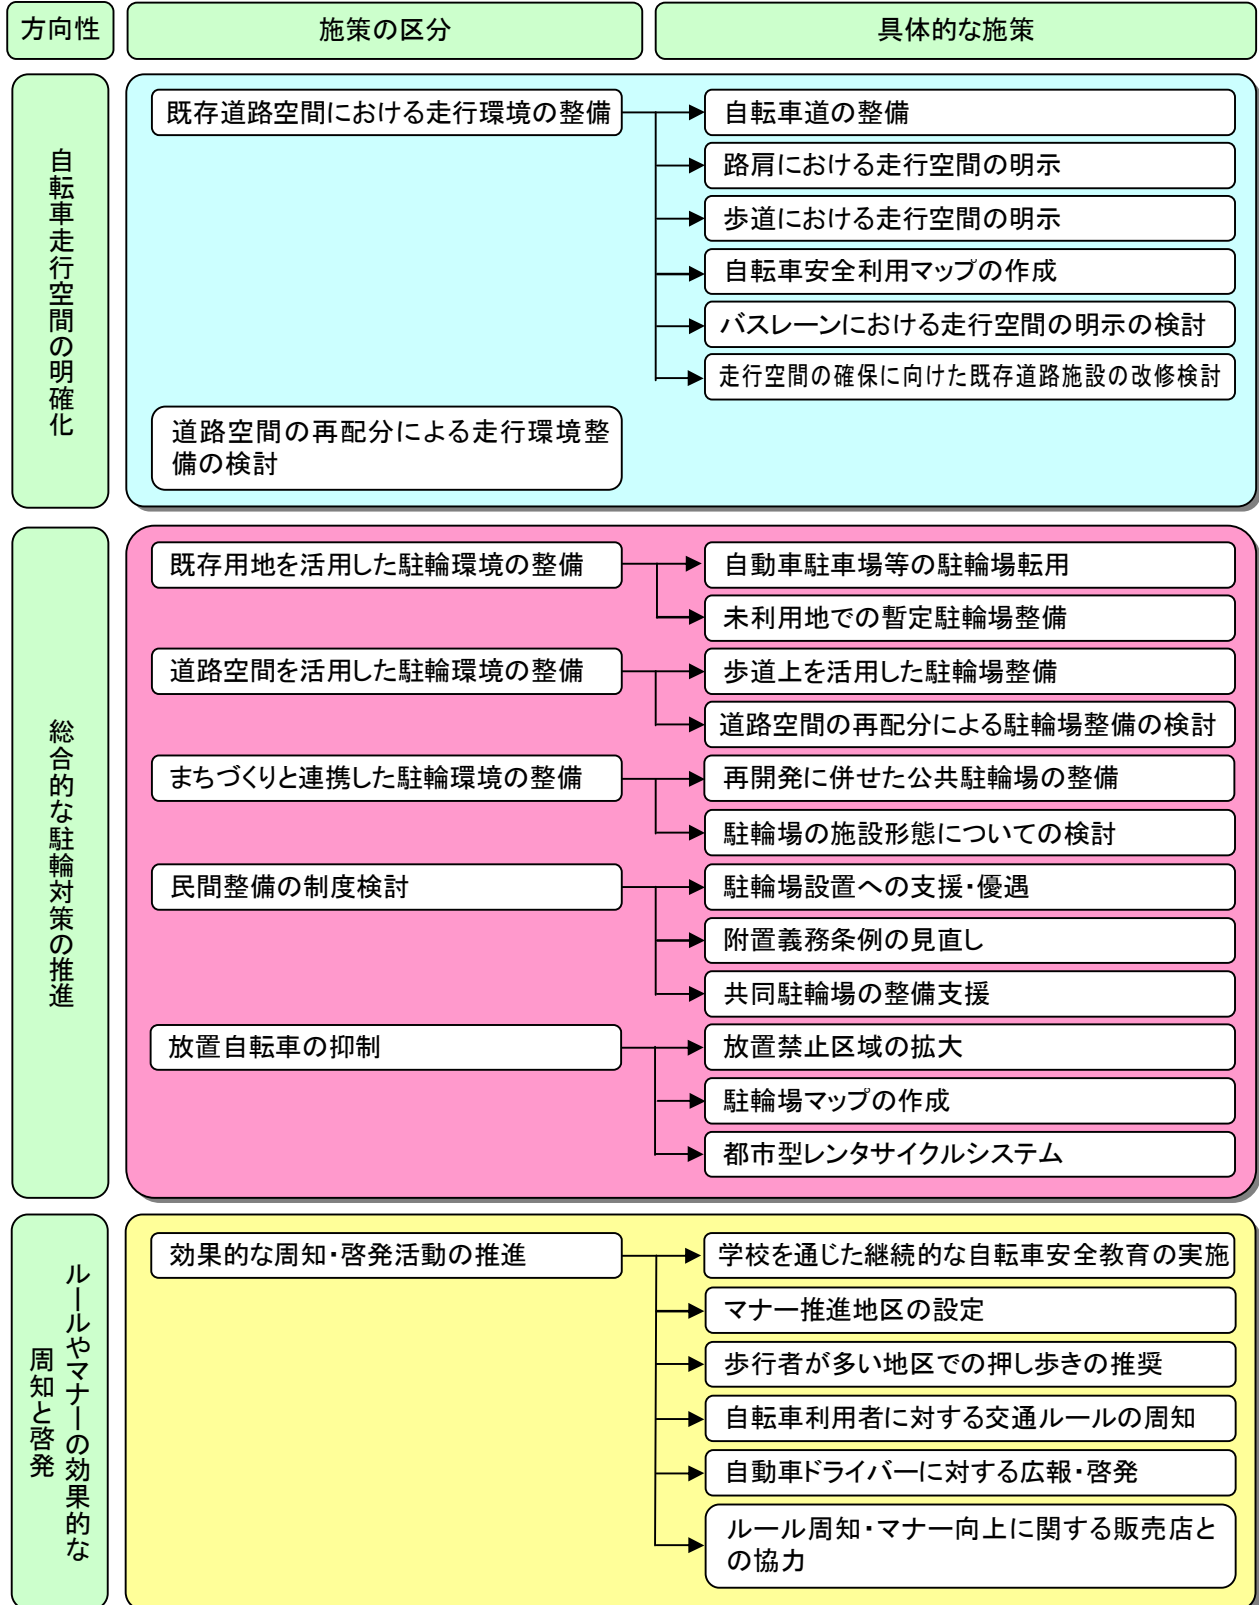 方向性
施策の区分
具体的な施策
自転車走行空間の明確化
既存道路空間における走行環境の整備
自転車道の整備
路肩における走行空間の明示
歩道における走行空間の明示
自転車安全利用マップの作成
バスレーンにおける走行空間の明示の検討
走行空間の確保に向けた既存道路施設の改修検討
道路空間の再配分による走行環境整
備の検討
総合的な駐輪対策の推進
既存用地を活用した駐輪環境の整備
自動車駐車場等の駐輪場転用
未利用地での暫定駐輪場整備
道路空間を活用した駐輪環境の整備
歩道上を活用した駐輪場整備
道路空間の再配分による駐輪場整備の検討
まちづくりと連携した駐輪環境の整備
再開発に併せた公共駐輪場の整備
駐輪場の施設形態についての検討
民間整備の制度検討
駐輪場設置への支援・優遇
附置義務条例の見直し
共同駐輪場の整備支援
放置自転車の抑制
放置禁止区域の拡大
駐輪場マップの作成
都市型レンタサイクルシステム
ルールやマナーの効果的な
周知と啓発
効果的な周知・啓発活動の推進
学校を通じた継続的な自転車安全教育の実施
マナー推進地区の設定
歩行者が多い地区での押し歩きの推奨
自転車利用者に対する交通ルールの周知
自動車ドライバーに対する広報・啓発
ルール周知・マナー向上に関する販売店と
の協力